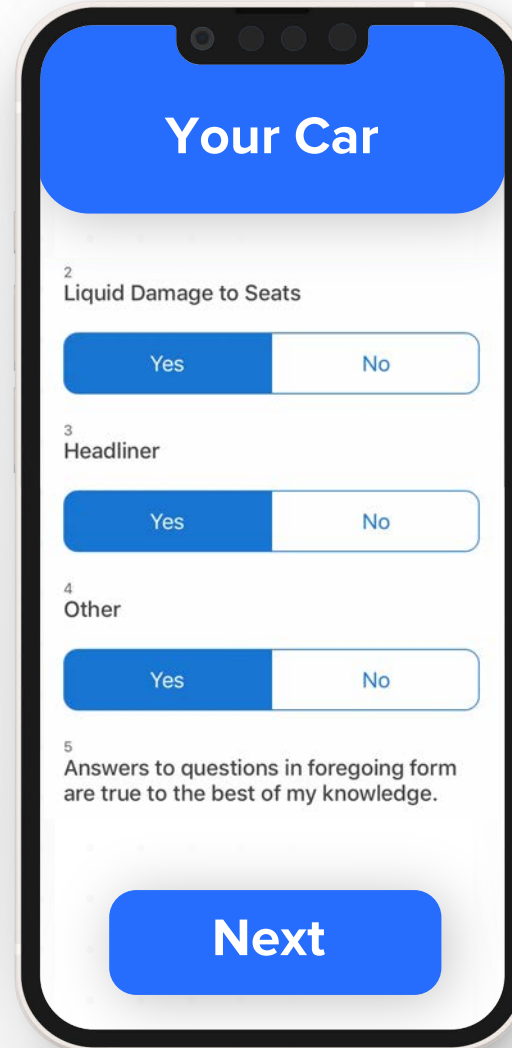 Your Car
2
Liquid Damage to Seats
Yes No
3
Headliner
Yes No
4
Other
Yes No
5
Answers to questions in foregoing form
are true to the best of my knowledge.
Next